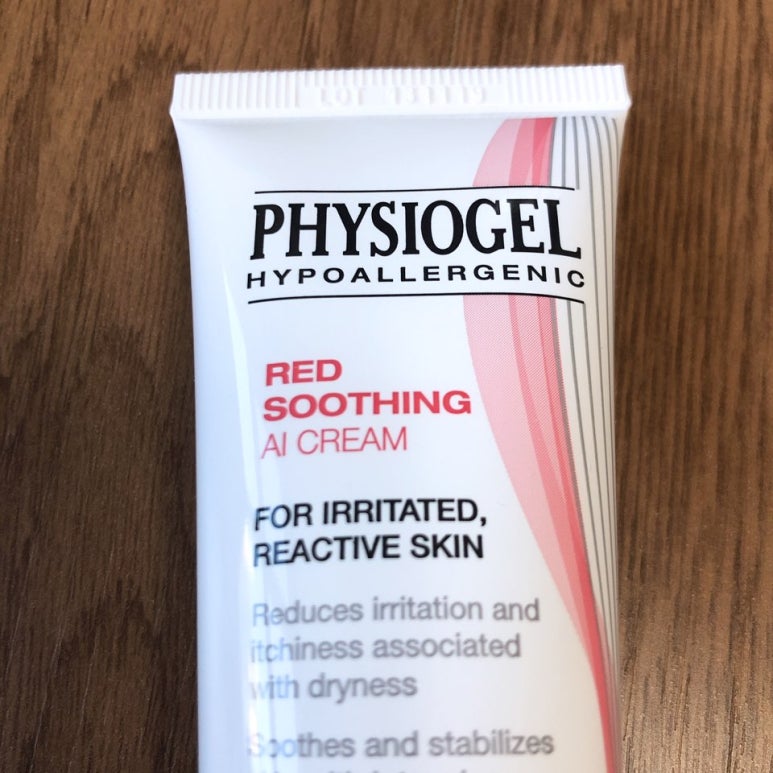 PHYSIOGEL
HYPOALLERGENIC
RED
SOOTHING
AI CREAM
FOR IRRITATED,
REACTIVE SKIN
Reduces irritation and
itchiness associated
with dryness
Soothes and stabilizes